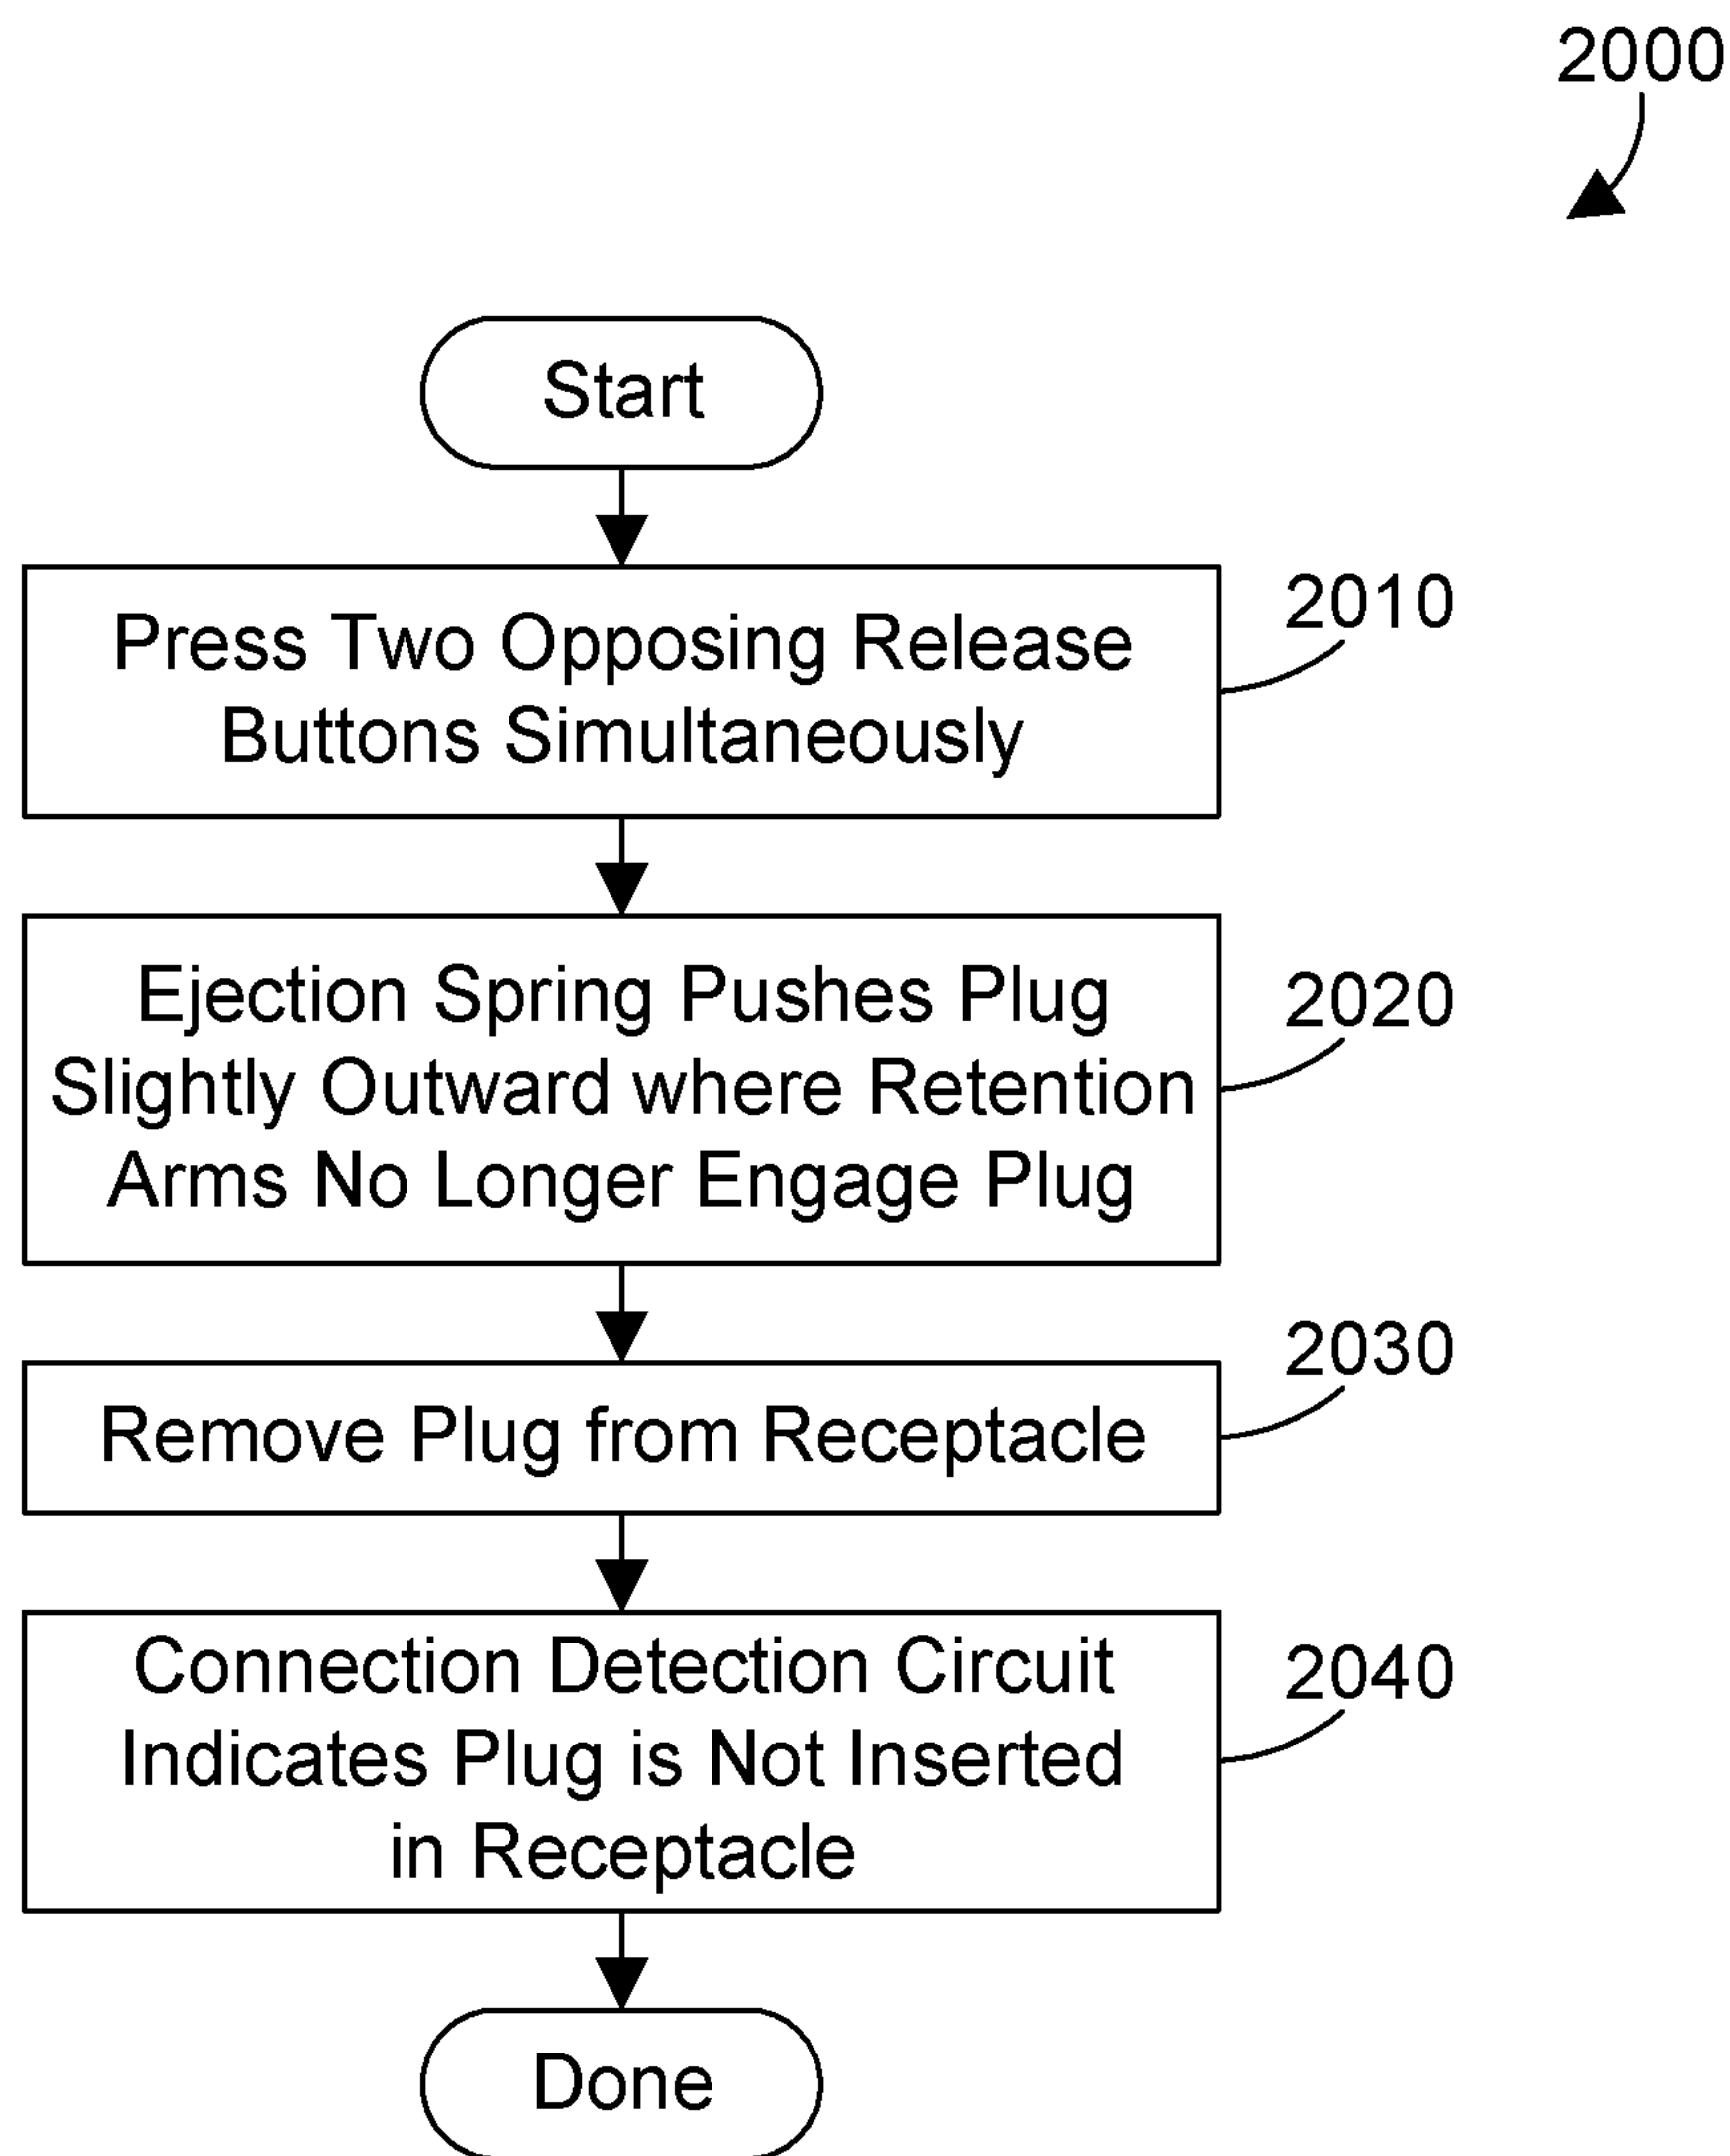 2000
Start
Press Two Opposing Release
Buttons Simultaneously
2010
Ejection Spring Pushes Plug
Slightly Outward where Retention
Arms No Longer Engage Plug
2020
Remove Plug from Receptacle
2030
Connection Detection Circuit
Indicates Plug is Not Inserted
in Receptacle
2040
Done